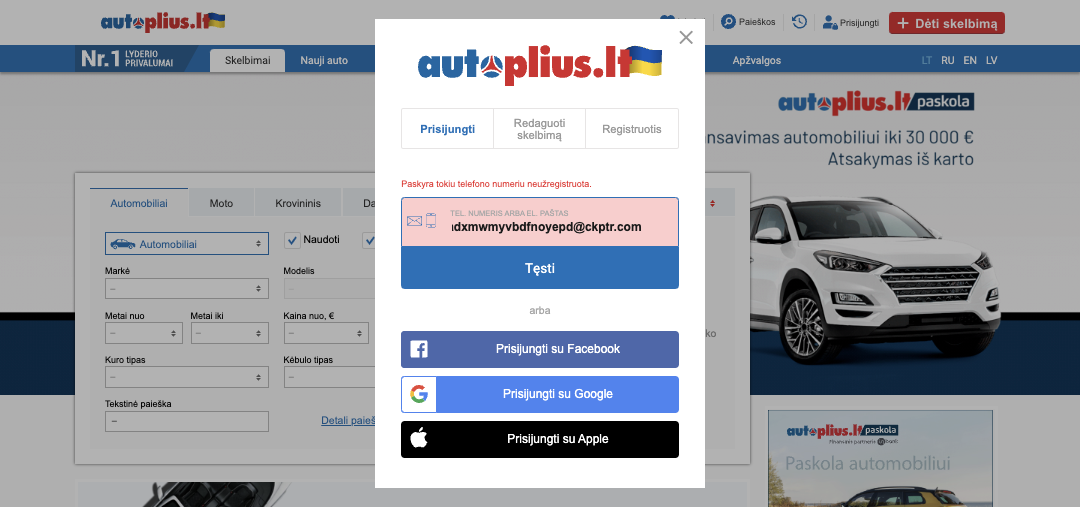 autoplius.lt
Paieškos
Prisijungti
+ Dėti skelbimą
Nr.1 LYDERIO
PRIVALUMAI
Skelbimai
Nauji auto
Apžvalgos
LT RU EN LV
autoplius.lt
Prisijungti
Redaguoti
skelbimą
Registruotis
Paskyra tokiu telefono numeriu neužregistruota.
TEL. NUMERIS ARBA EL. PAŠTAS
dxmwmyvbdfnoyepd@ckptr.com
Tęsti
arba
Prisijungti su Facebook
Prisijungti su Google
Prisijungti su Apple
Automobiliai
Moto
Krovininis
Da
Automobiliai
Naudoti
Markė
Modelis
–
–
Metai nuo
Metai iki
Kaina nuo, €
–
–
–
Kuro tipas
Kėbulo tipas
–
–
Tekstinė paieška
–
Detali paieš
ko
autoplius.lt paskola
nsavimas automobiliui iki 30 000 €
Atsakymas iš karto
autoplius.lt paskola
Finansavimo partneris
Paskola automobiliui